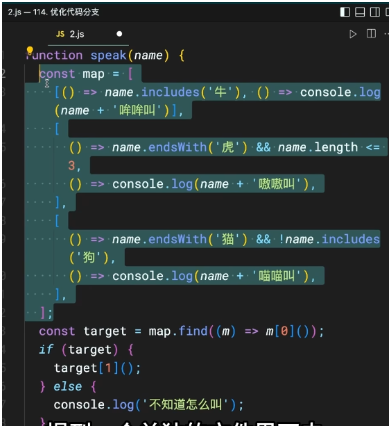 2.js — 114. 优化代码分支
JS 2.js
function speak(name) {
const map = [
[() => name.includes('牛'), () => console.log
(name + '哞哞叫')],
[
() => name.endsWith('虎') && name.length <=
3,
() => console.log(name + '嗷嗷叫'),
],
[
() => name.endsWith('猫') && !name.includes
('狗'),
() => console.log(name + '喵喵叫'),
],
];
const target = map.find((m) => m[0]());
if (target) {
target[1]();
} else {
console.log('不知道怎么叫');
}